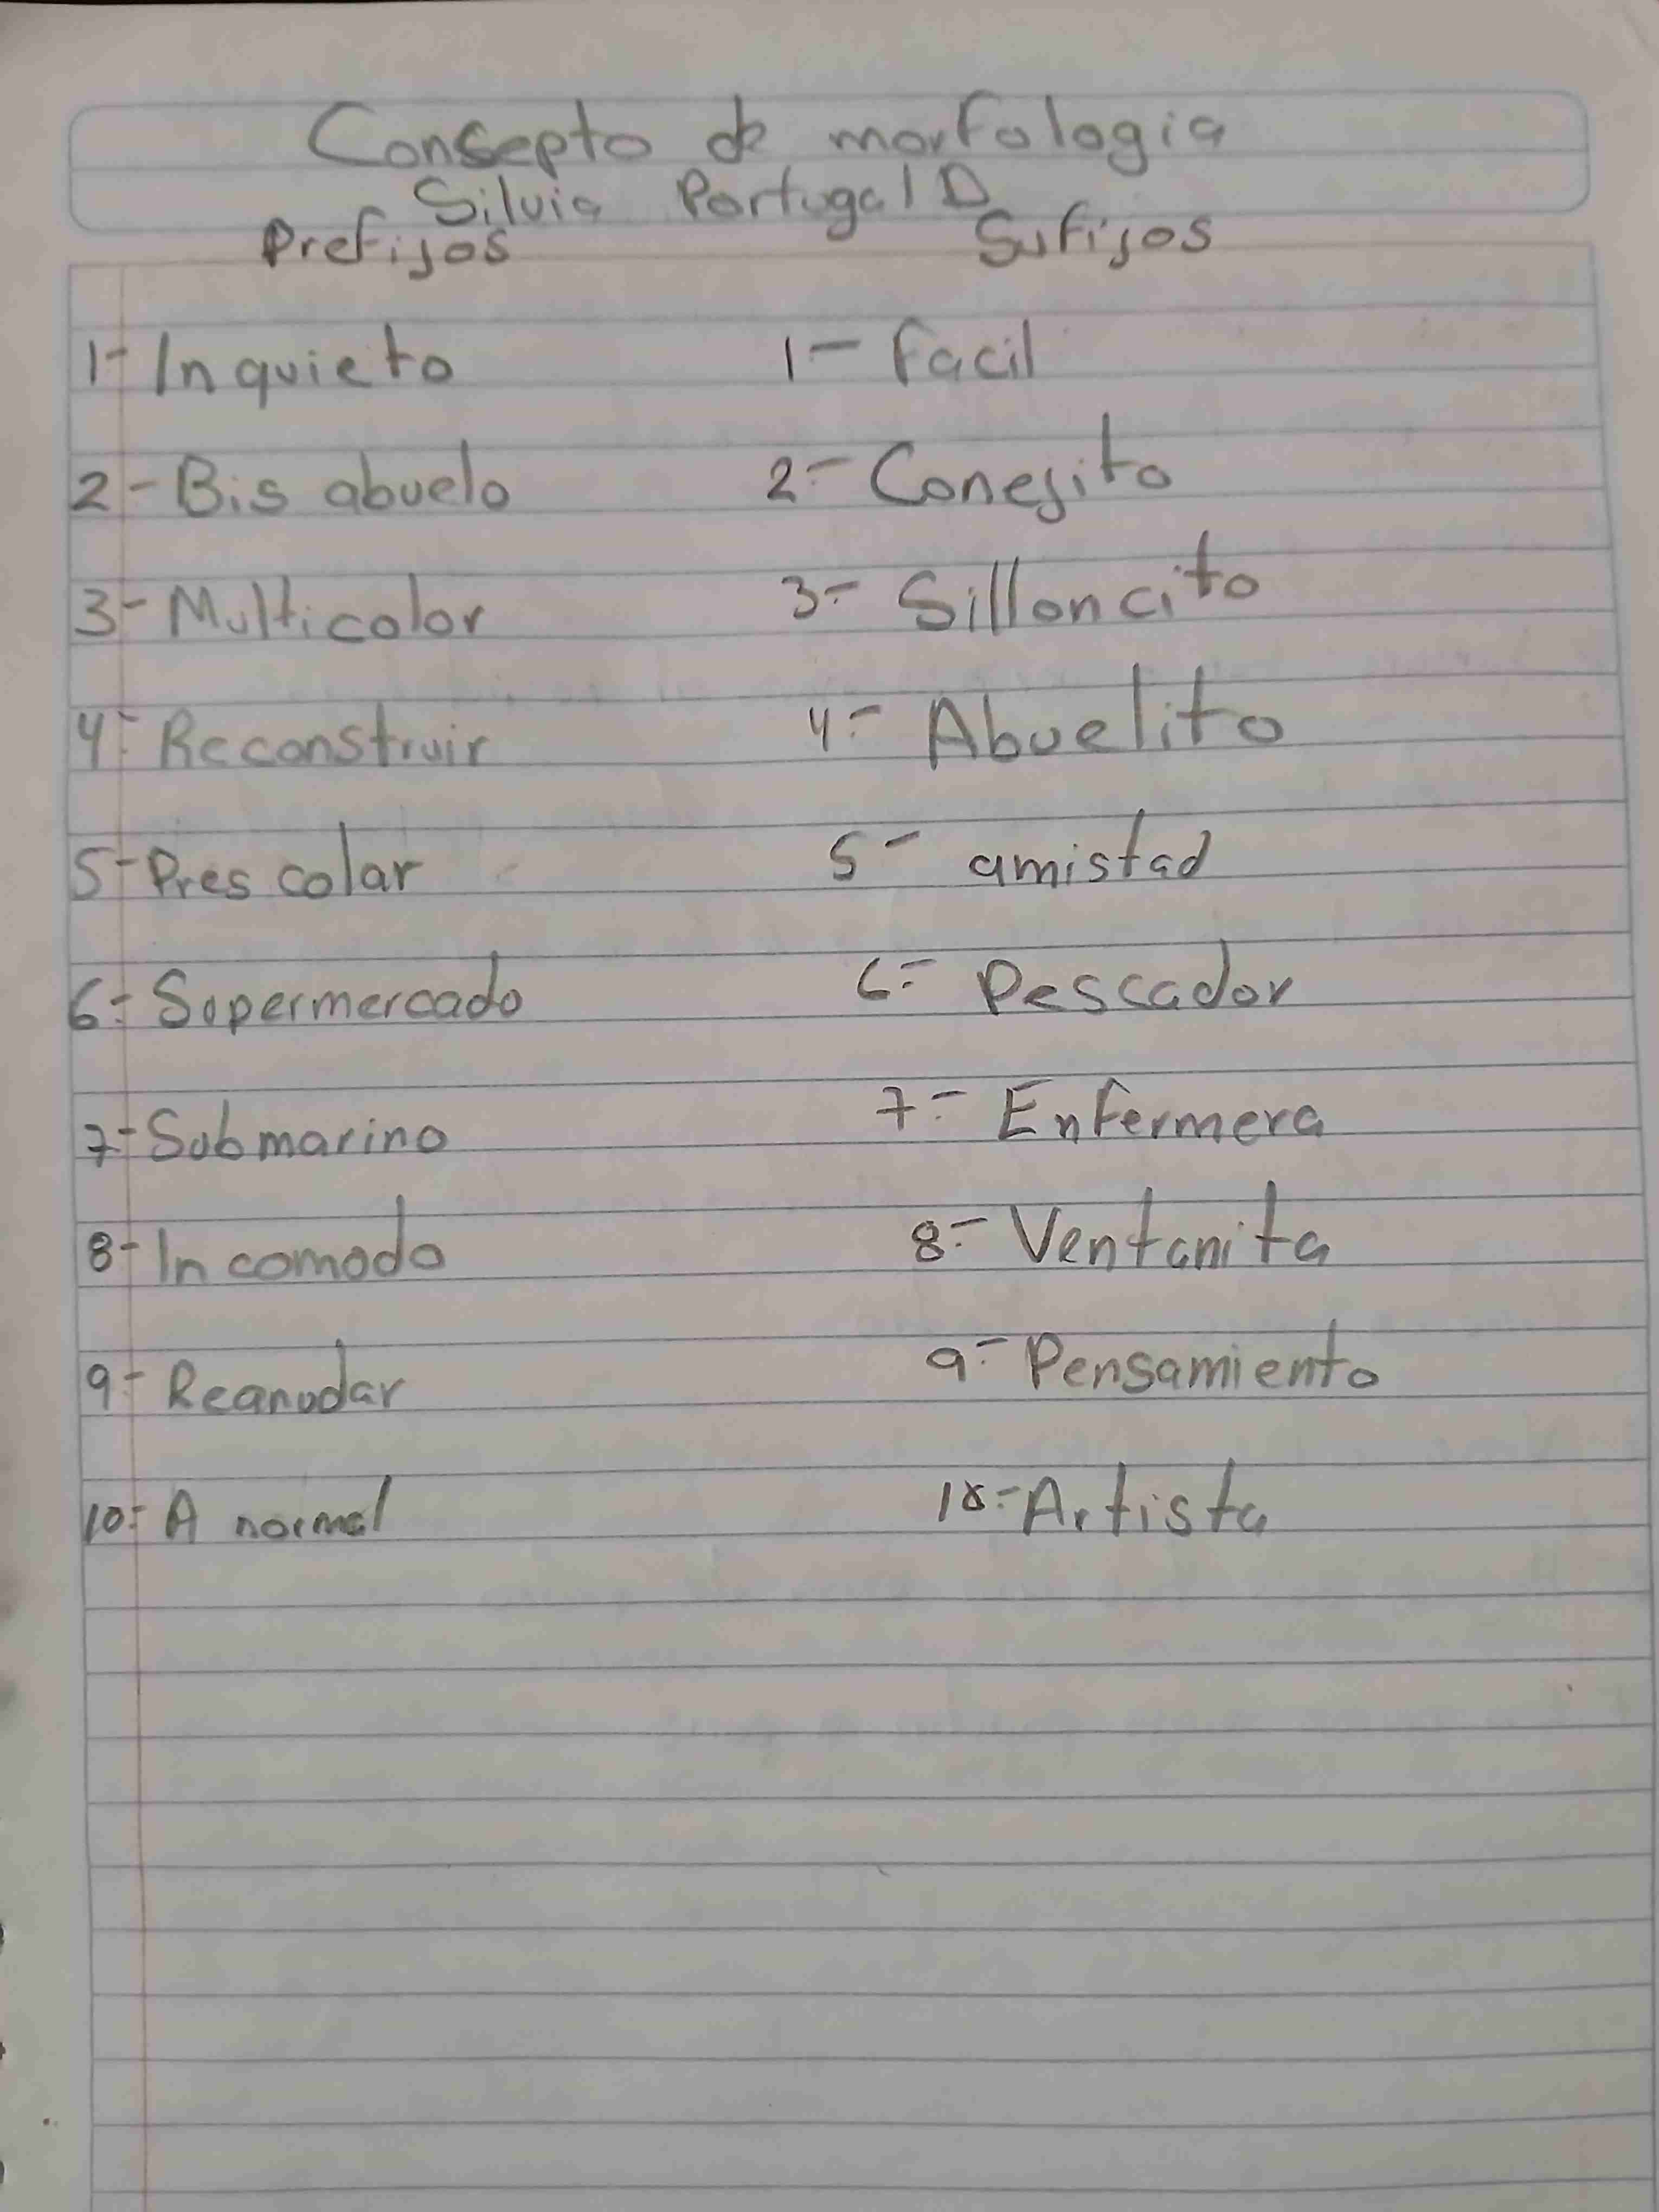 Consepto de morfologia
Silvia Portugal D
Prefijos Sufijos
1- Inquieto 1- facil
2- Bis abuelo 2- Conejito
3- Multicolor 3- Silloncito
4- Reconstruir 4- Abuelito
5- Pres colar 5- amistad
6- Supermercado 6- Pescador
7- Submarino 7- Enfermera
8- In comodo 8- Ventanita
9- Reanudar 9- Pensamiento
10- A normal 10- Artista